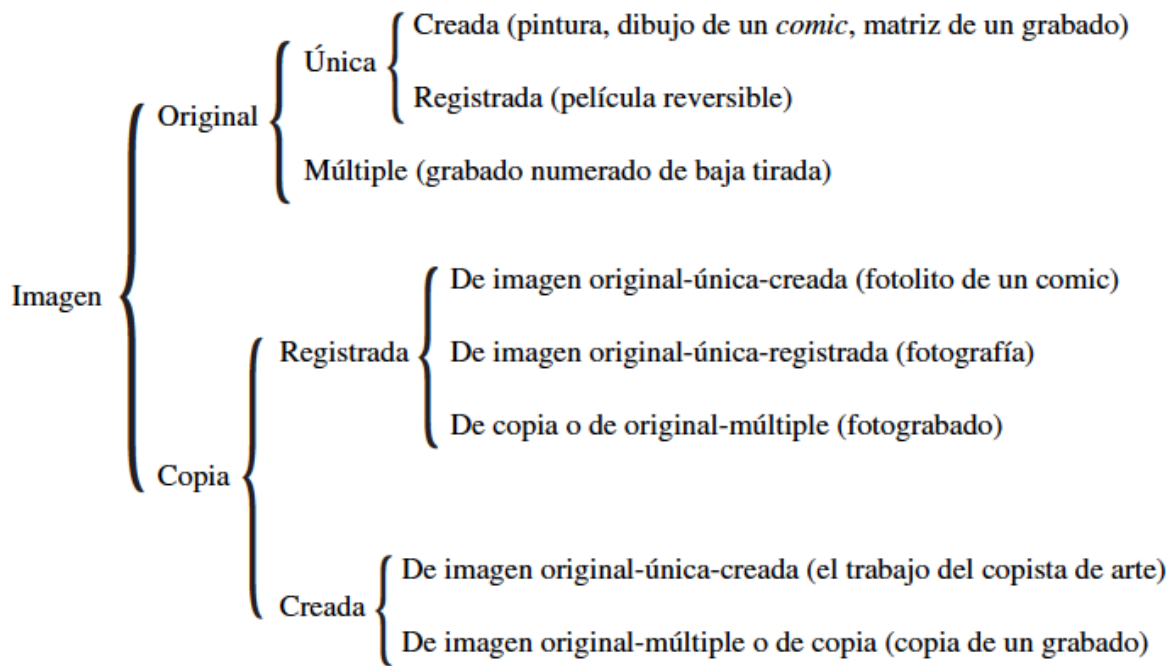 Creada (pintura, dibujo de un comic, matriz de un grabado)
Única
Registrada (película reversible)
Original
Múltiple (grabado numerado de baja tirada)
De imagen original-única-creada (fotolito de un comic)
Imagen
Registrada
De imagen original-única-registrada (fotografía)
De copia o de original-múltiple (fotograbado)
Copia
De imagen original-única-creada (el trabajo del copista de arte)
Creada
De imagen original-múltiple o de copia (copia de un grabado)